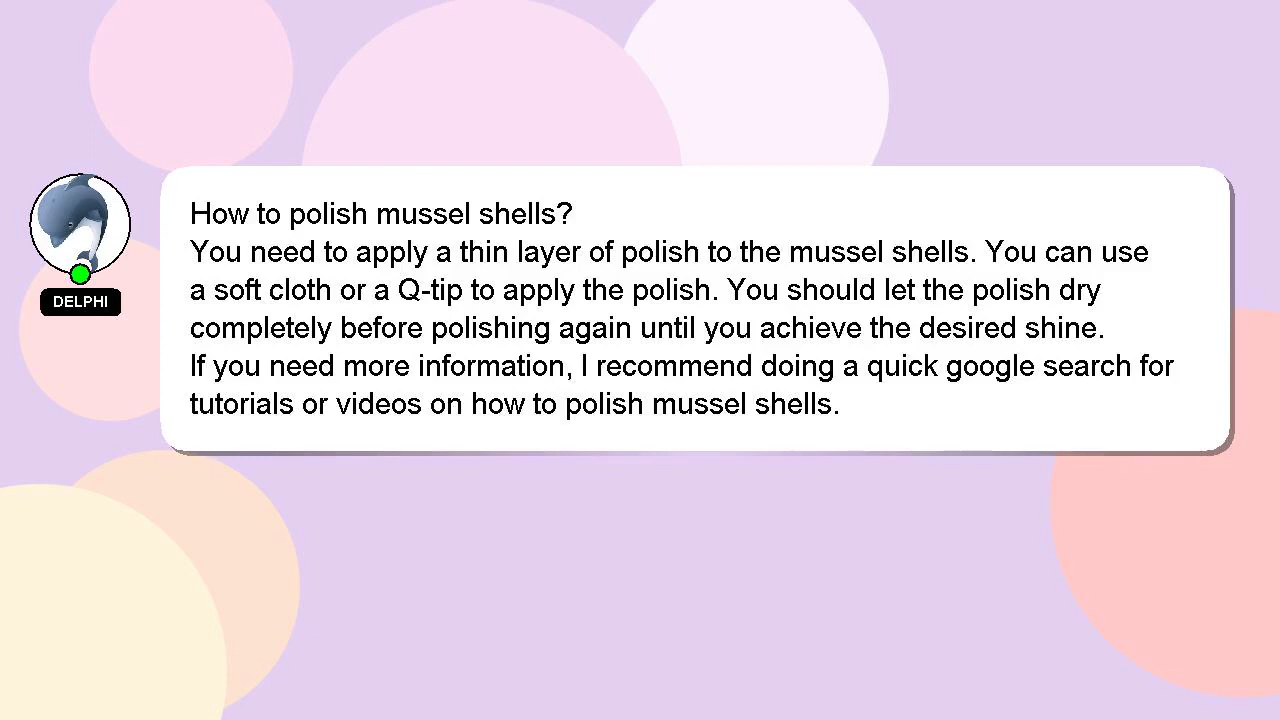 How to polish mussel shells?
You need to apply a thin layer of polish to the mussel shells. You can use
a soft cloth or a Q-tip to apply the polish. You should let the polish dry
completely before polishing again until you achieve the desired shine.
If you need more information, I recommend doing a quick google search for
tutorials or videos on how to polish mussel shells.
DELPHI